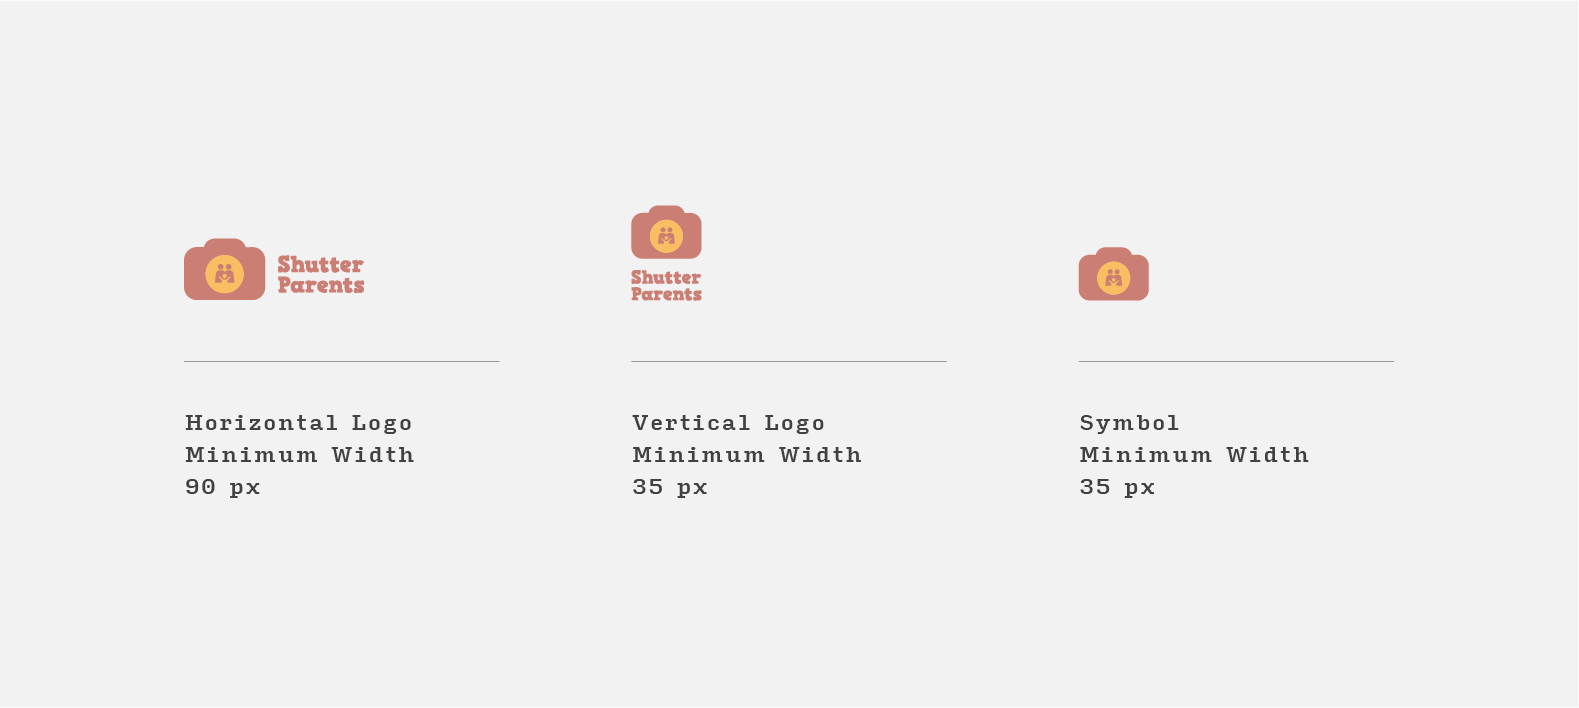 Shutter
Parents
Horizontal Logo
Minimum Width
90 px
Shutter
Parents
Vertical Logo
Minimum Width
35 px
Symbol
Minimum Width
35 px